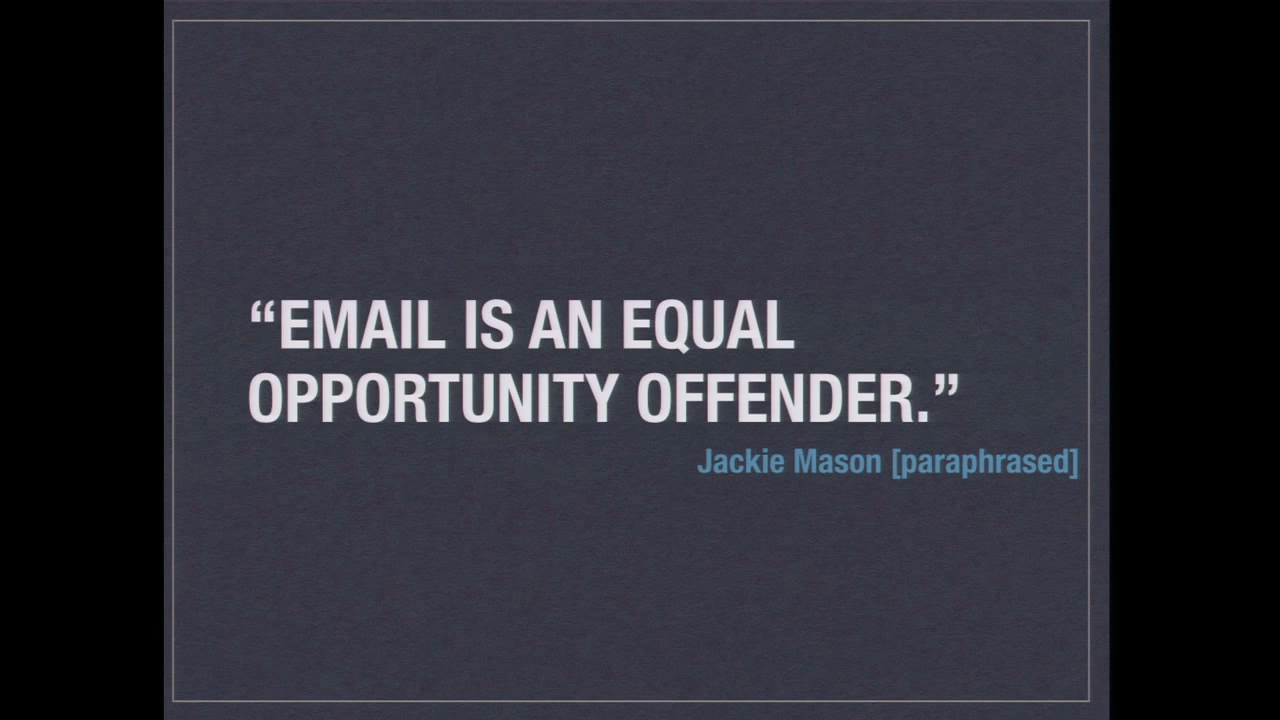 “EMAIL IS AN EQUAL
OPPORTUNITY OFFENDER.”
Jackie Mason [paraphrased]